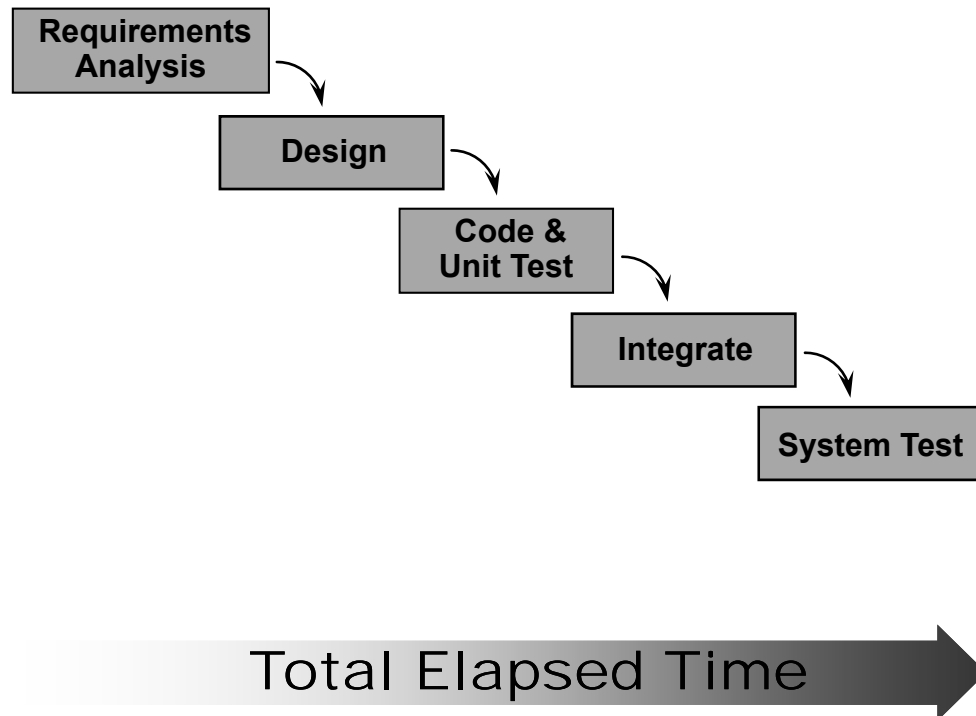 Requirements
Analysis
Design
Code &
Unit Test
Integrate
System Test
Total Elapsed Time